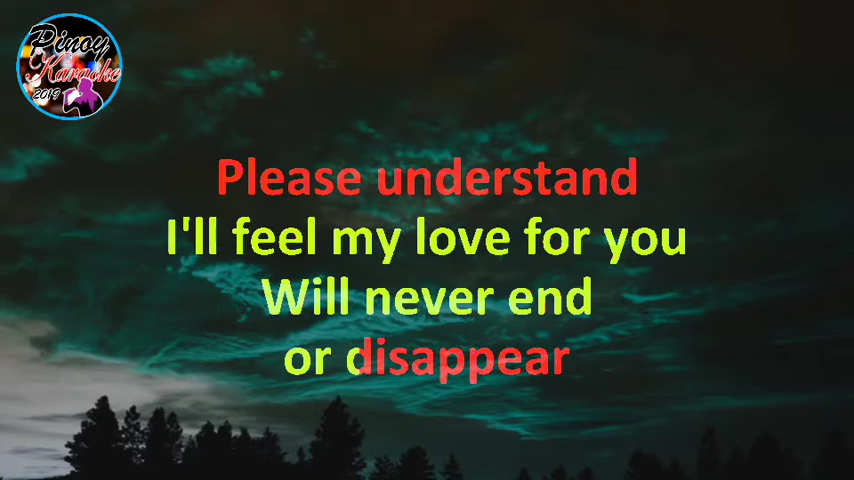 Pinoy
Karaoke
2019
Please understand
I'll feel my love for you
Will never end
or disappear